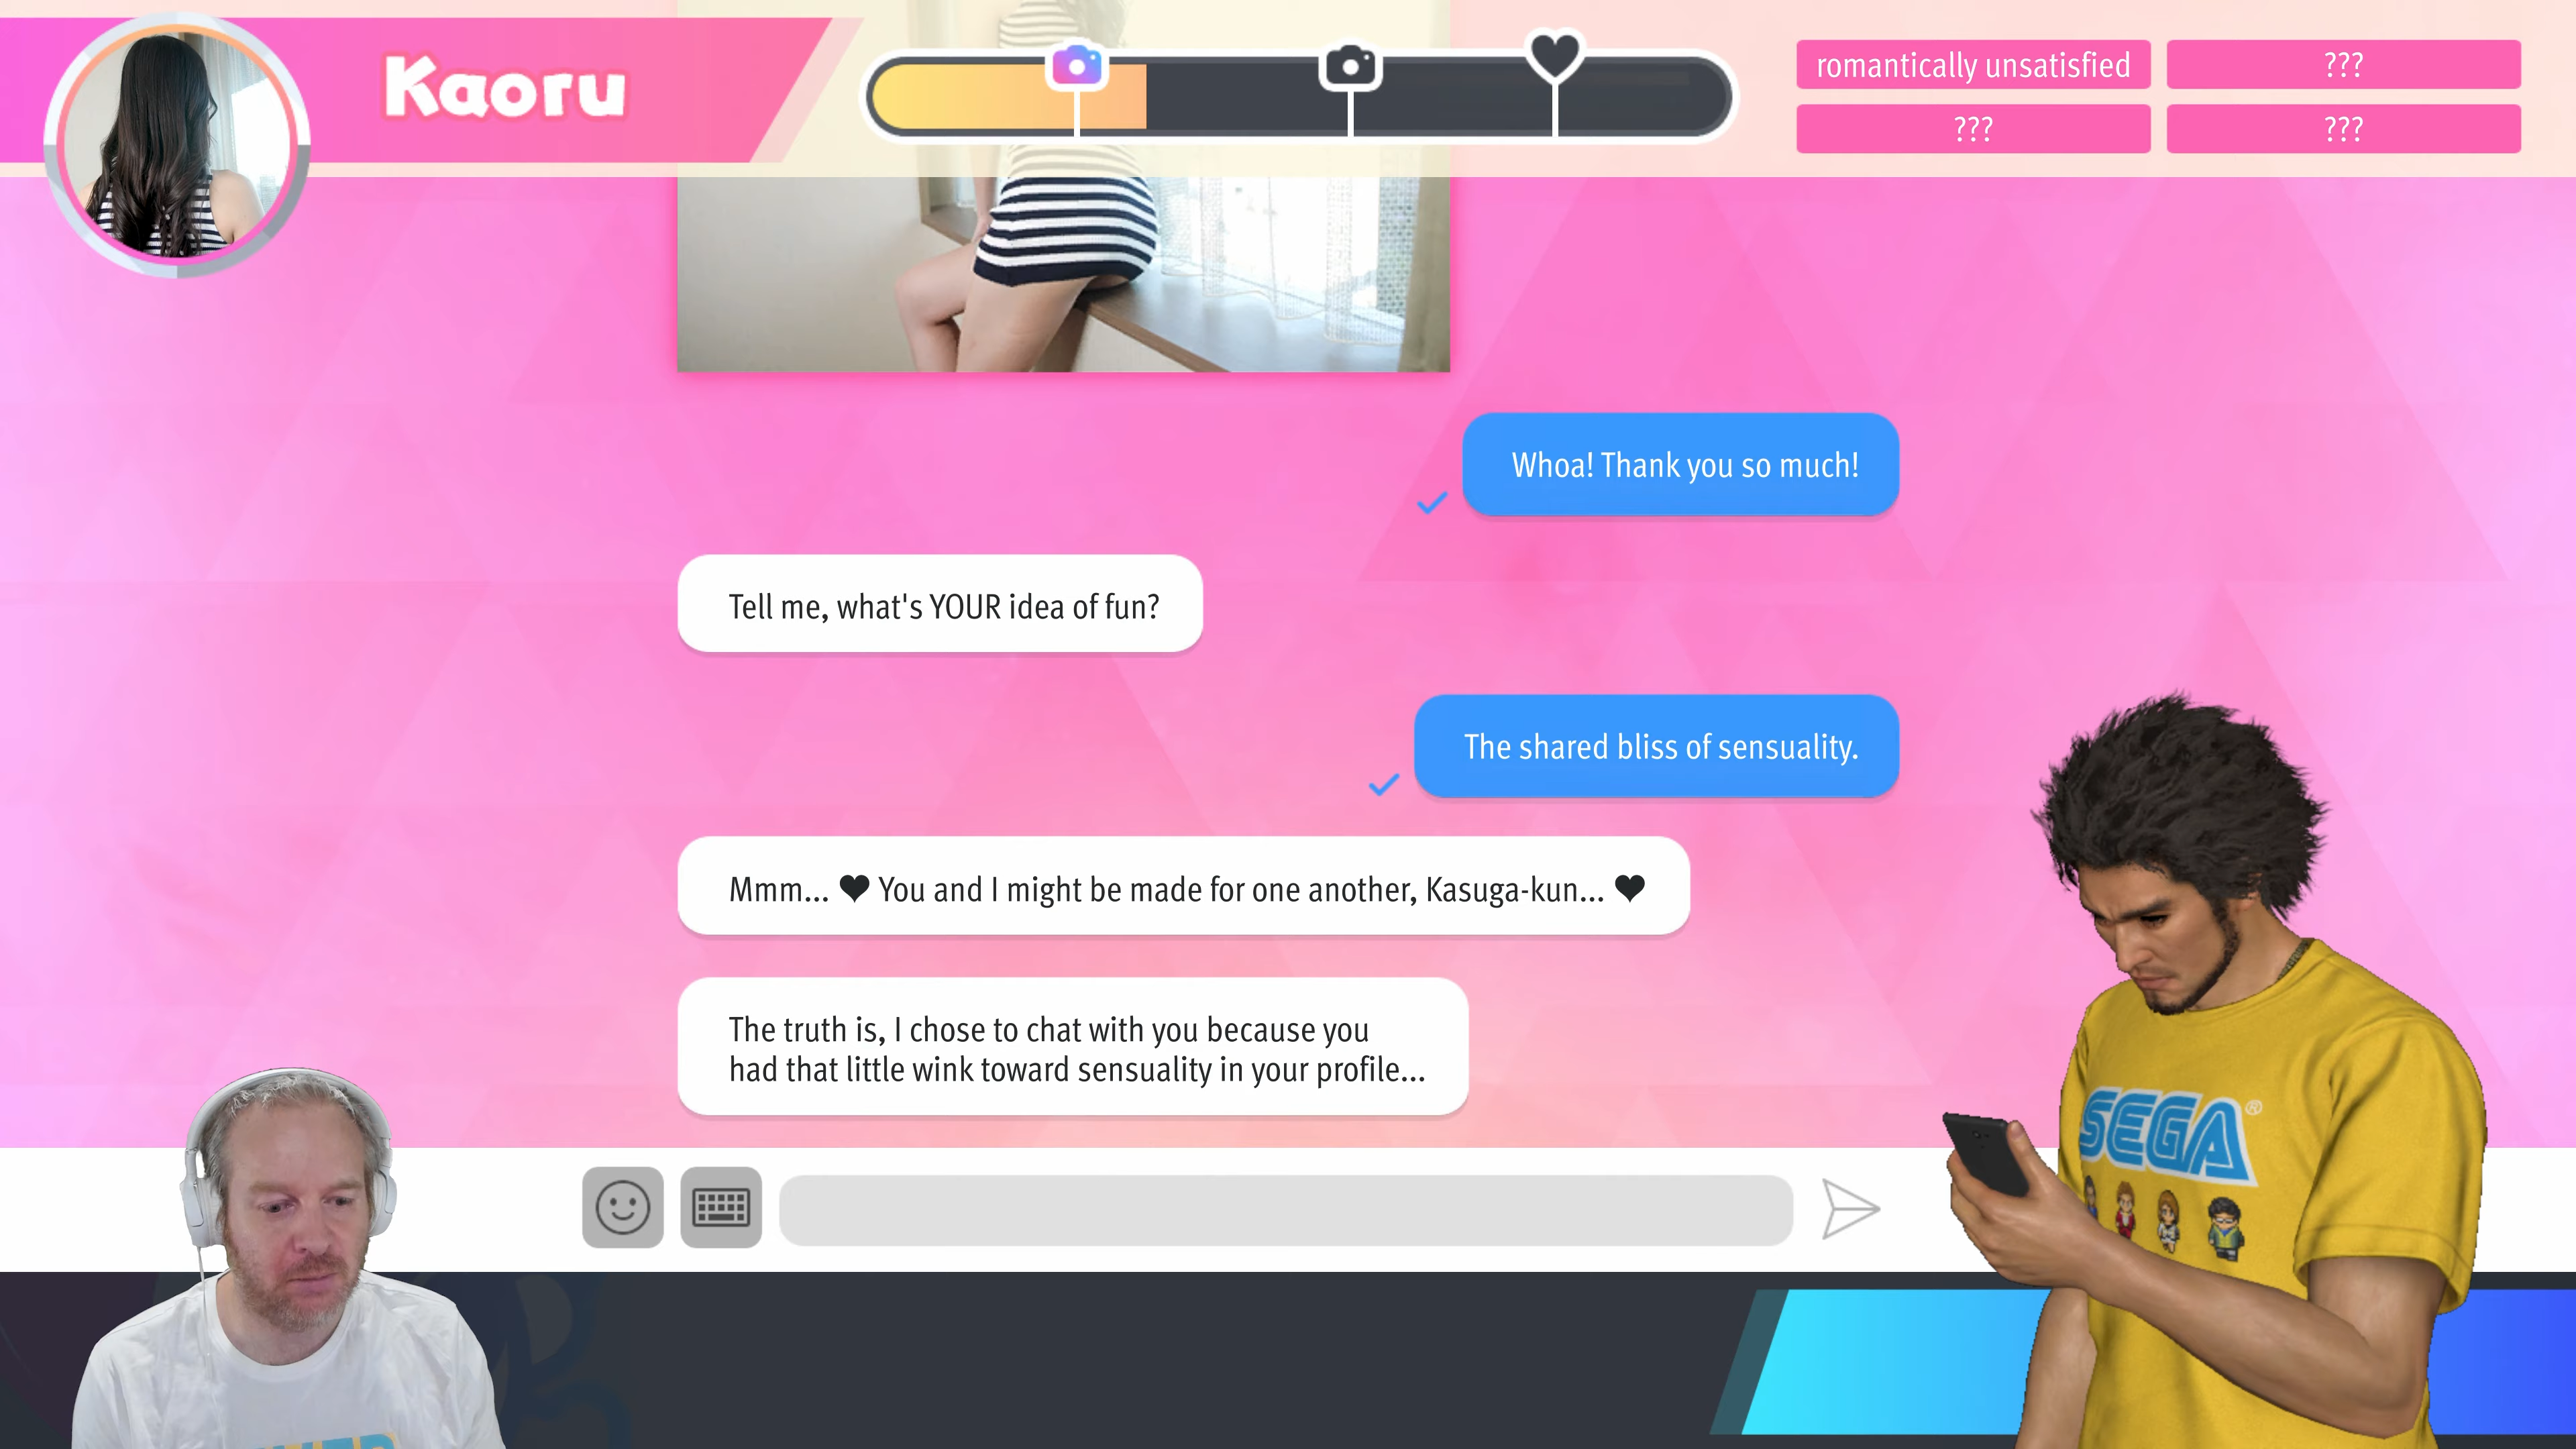 Kaoru
romantically unsatisfied
???
???
???
Whoa! Thank you so much!
Tell me, what's YOUR idea of fun?
The shared bliss of sensuality.
Mmm... ♥ You and I might be made for one another, Kasuga-kun... ♥
The truth is, I chose to chat with you because you
had that little wink toward sensuality in your profile...
SEGA®